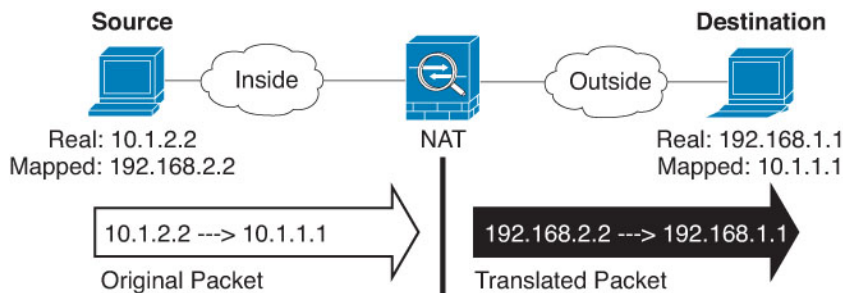 Source
Destination
Inside
Outside
NAT
Real: 10.1.2.2
Mapped: 192.168.2.2
Real: 192.168.1.1
Mapped: 10.1.1.1
10.1.2.2 ---> 10.1.1.1
192.168.2.2 ---> 192.168.1.1
Original Packet
Translated Packet